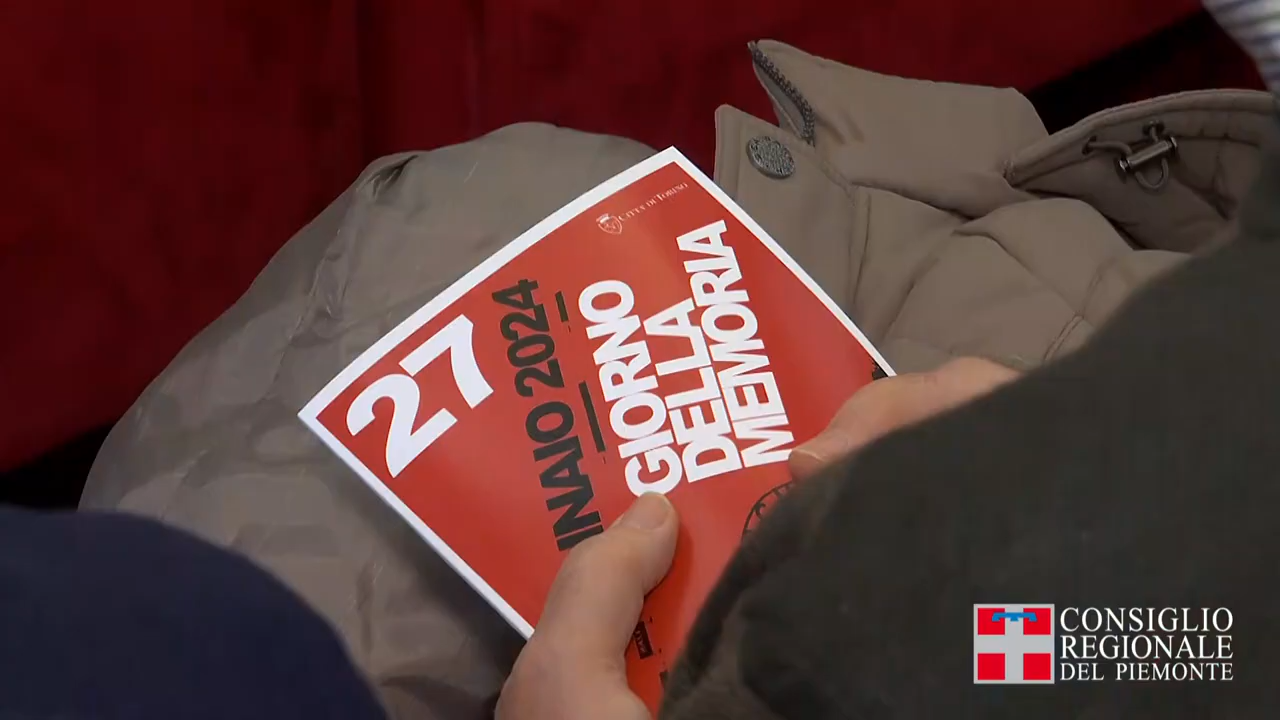 CITTÀ DI TORINO
27
NAIO 2024
GIORNO
DELLA
MEMORIA
CONSIGLIO
REGIONALE
DEL PIEMONTE